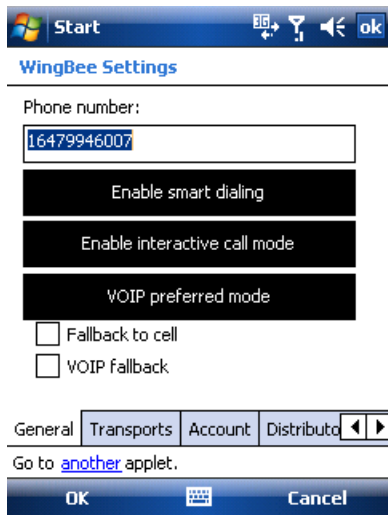 Start 3G ok
WingBee Settings
Phone number:
16479946007
Enable smart dialing
Enable interactive call mode
VOIP preferred mode
Fallback to cell
VOIP fallback
General Transports Account Distributo
Go to another applet.
OK Cancel